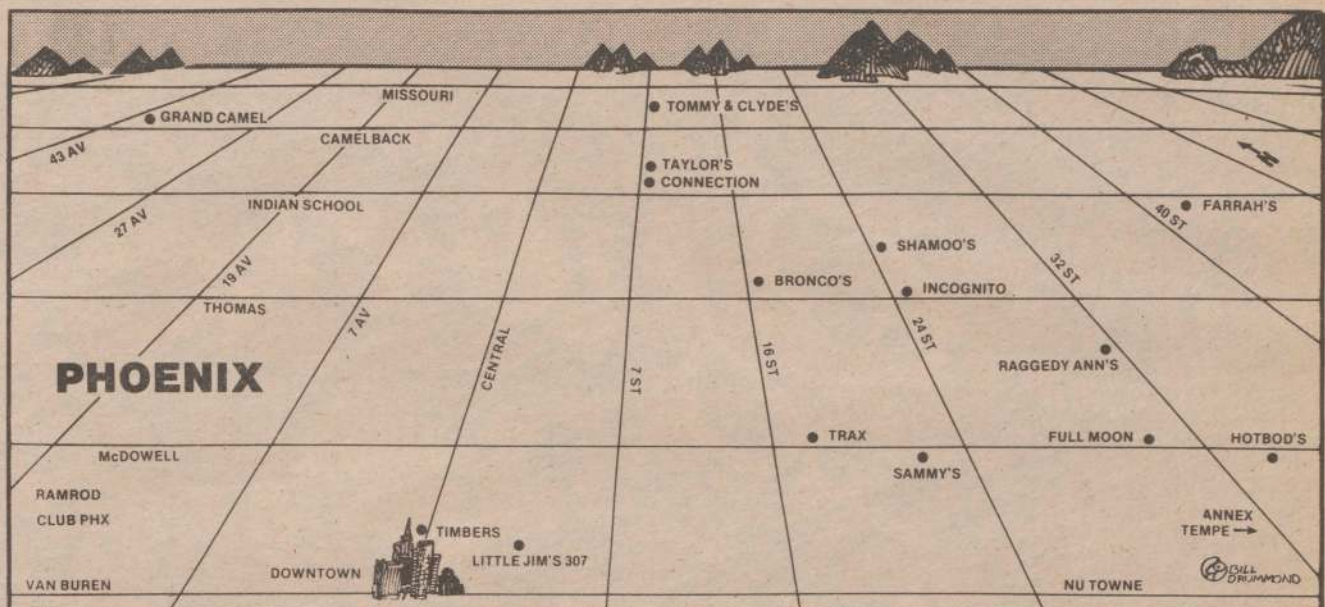 MISSOURI
TOMMY & CLYDE'S
GRAND CAMEL
CAMELBACK
43 AV
TAYLOR'S
CONNECTION
N
INDIAN SCHOOL
27 AV
40 ST
FARRAH'S
SHAMOO'S
19 AV
32 ST
BRONCO'S
INCOGNITO
THOMAS
7 AV
24 ST
CENTRAL
7 ST
16 ST
RAGGEDY ANN'S
PHOENIX
TRAX
FULL MOON
HOTBOD'S
McDOWELL
SAMMY'S
RAMROD
CLUB PHX
ANNEX
TEMPE
TIMBERS
LITTLE JIM'S 307
DOWNTOWN
VAN BUREN
NU TOWNE
BILL
DRUMMOND